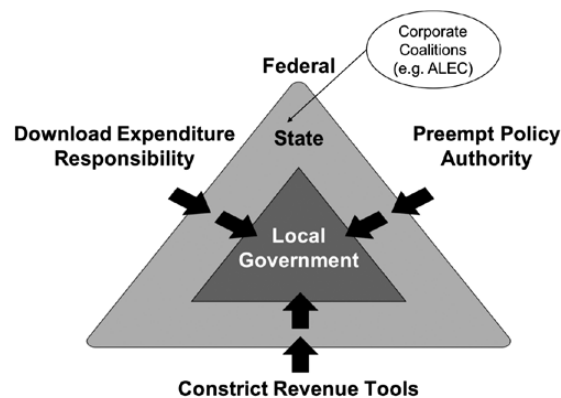 Corporate
Coalitions
(e.g. ALEC)
Federal
Download Expenditure
Responsibility
State
Preempt Policy
Authority
Local
Government
Constrict Revenue Tools